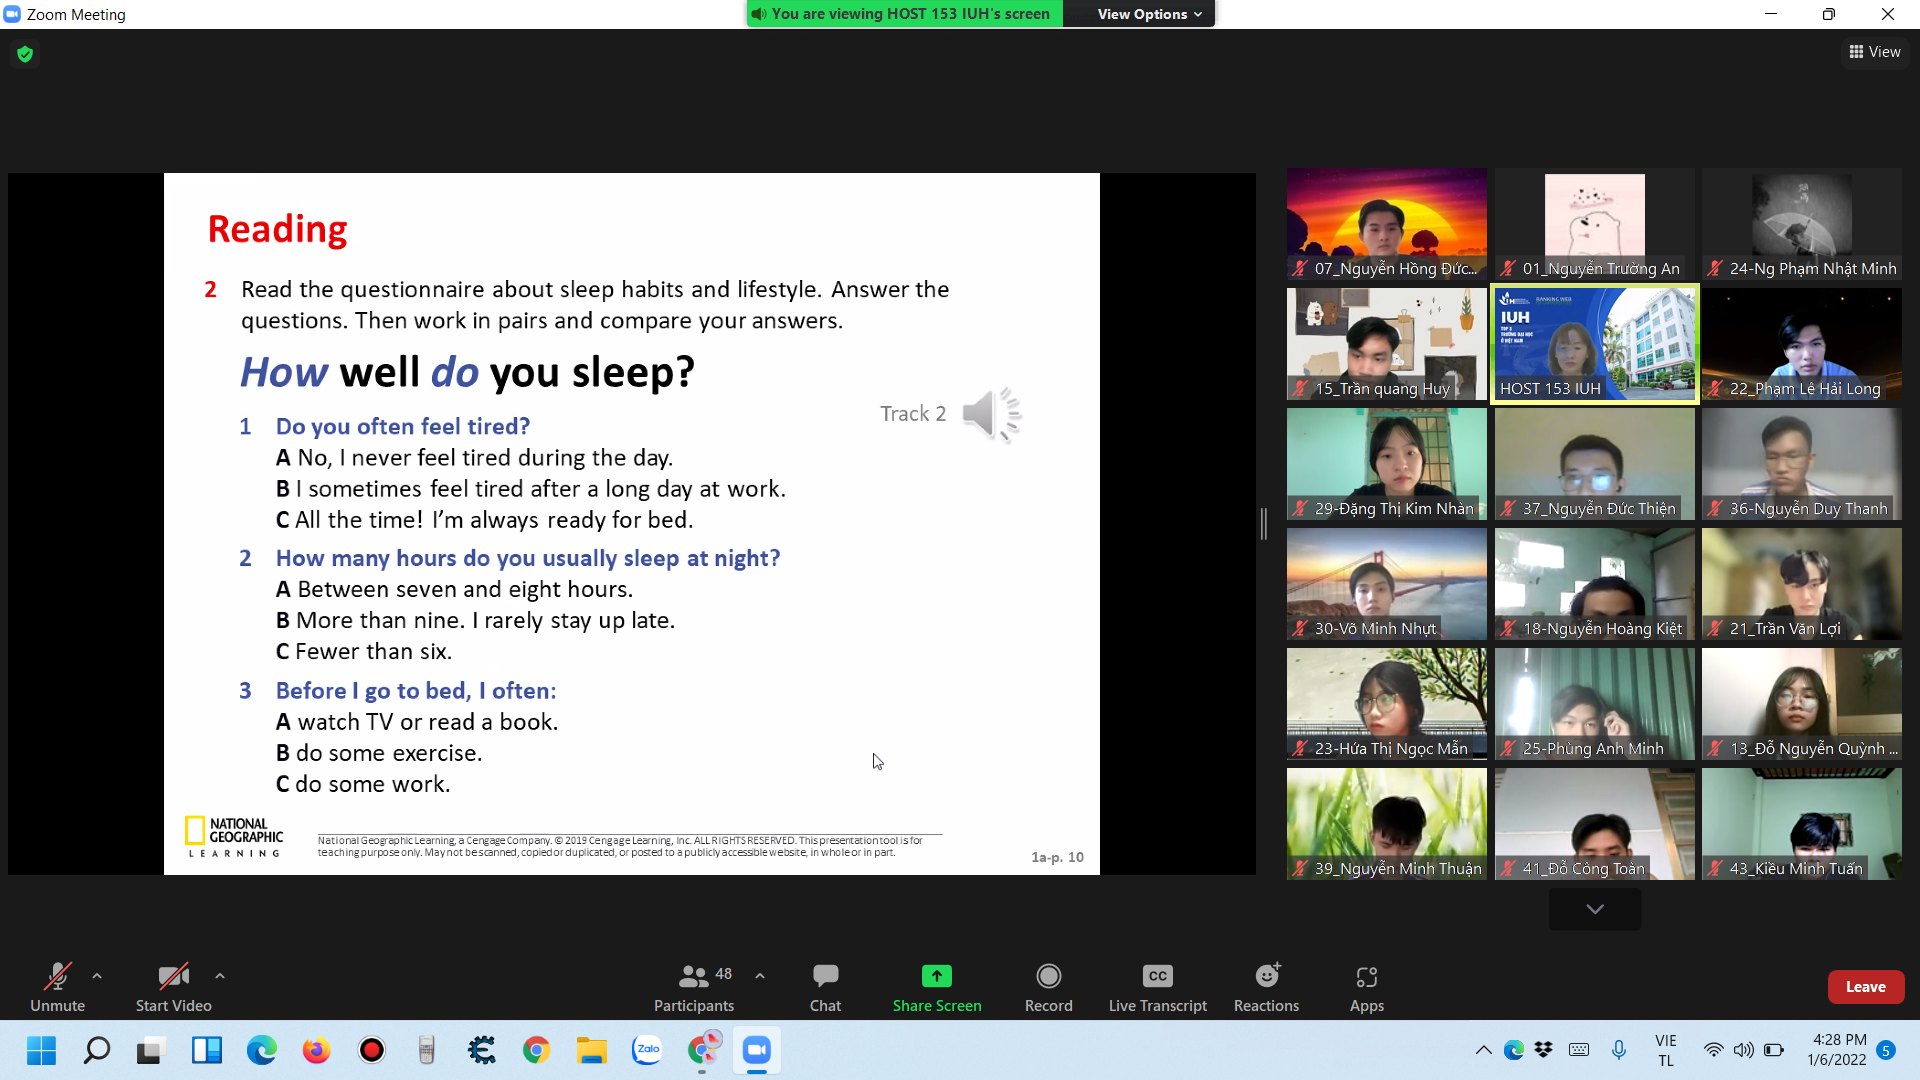 Zoom Meeting
You are viewing HOST 153 IUH's screen
View Options
View
Reading
2 Read the questionnaire about sleep habits and lifestyle. Answer the
questions. Then work in pairs and compare your answers.
How well do you sleep?
Track 2
1 Do you often feel tired?
A No, I never feel tired during the day.
B I sometimes feel tired after a long day at work.
C All the time! I'm always ready for bed.
2 How many hours do you usually sleep at night?
A Between seven and eight hours.
B More than nine. I rarely stay up late.
C Fewer than six.
3 Before I go to bed, I often:
A watch TV or read a book.
B do some exercise.
C do some work.
NATIONAL
GEOGRAPHIC
LEARNING
National Geographic Learning, a Cengage Company. © 2019 Cengage Learning, Inc. ALL RIGHTS RESERVED. This presentation tool is for
teaching purpose only. May not be scanned, copied or duplicated, or posted to a publicly accessible website, in whole or in part.
1a-p. 10
07_Nguyễn Hồng Đức...
01_Nguyễn Trường An
24-Ng Phạm Nhật Minh
15_Trần quang Huy
RANKING WEB
IUH
TOP 5
TRƯỜNG ĐẠI HỌC
Ở VIỆT NAM
HOST 153 IUH
22_Phạm Lê Hải Long
29-Đặng Thị Kim Nhàn
37_Nguyễn Đức Thiện
36-Nguyễn Duy Thanh
30-Võ Minh Nhựt
18-Nguyễn Hoàng Kiệt
21_Trần Văn Lợi
23-Hứa Thị Ngọc Mẫn
25-Phùng Anh Minh
13_Đỗ Nguyễn Quỳnh ...
39_Nguyễn Minh Thuận
41_Đỗ Công Toàn
43_Kiều Minh Tuấn
Unmute
Start Video
48
Participants
Chat
Share Screen
Record
CC
Live Transcript
Reactions
Apps
Leave
Zalo
VIE
TL
4:28 PM
1/6/2022
5